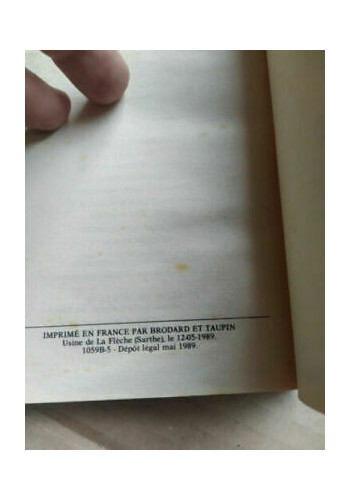 IMPRIMÉ EN FRANCE PAR BRODARD ET TAUPIN
Usine de La Flèche (Sarthe), le 12-05-1989.
1059B-5 - Dépôt légal mai 1989.